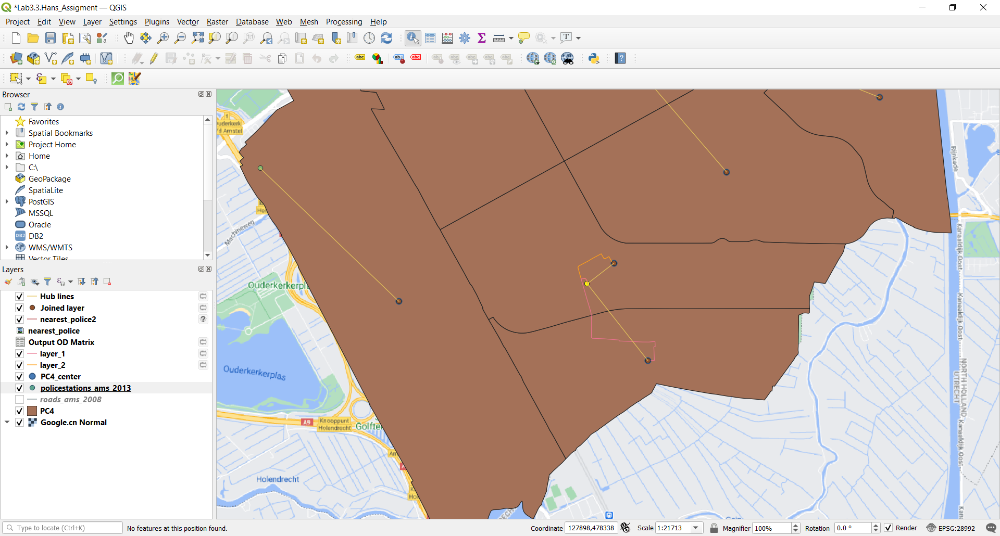 *Lab3.3.Hans_Assigment — QGIS
Project Edit View Layer Settings Plugins Vector Raster Database Web Mesh Processing Help
Browser
Favorites
Spatial Bookmarks
Project Home
Home
C:\
GeoPackage
SpatiaLite
PostGIS
MSSQL
Oracle
DB2
WMS/WMTS
Vector Tiles
Layers
Hub lines
Joined layer
nearest_police2
nearest_police
Output OD Matrix
layer_1
layer_2
PC4_center
policestations_ams_2013
roads_ams_2008
PC4
Google.cn Normal
Ouderkerk
/d Amstel
Machineweg
Ouderkerkerpl
Ouderkerkerplas
A9
Knooppunt
Holendrecht
Golfte
Am
Holendrecht
Rijnkade
Kanaaldijk Oost
Kanaaldijk Oost
NORTH HOLLAND
UTRECHT
Kanaaldijk Oost
Type to locate (Ctrl+K)
No features at this position found.
Coordinate 127898,478338 Scale 1:21713 Magnifier 100% Rotation 0.0 ° Render EPSG:28992